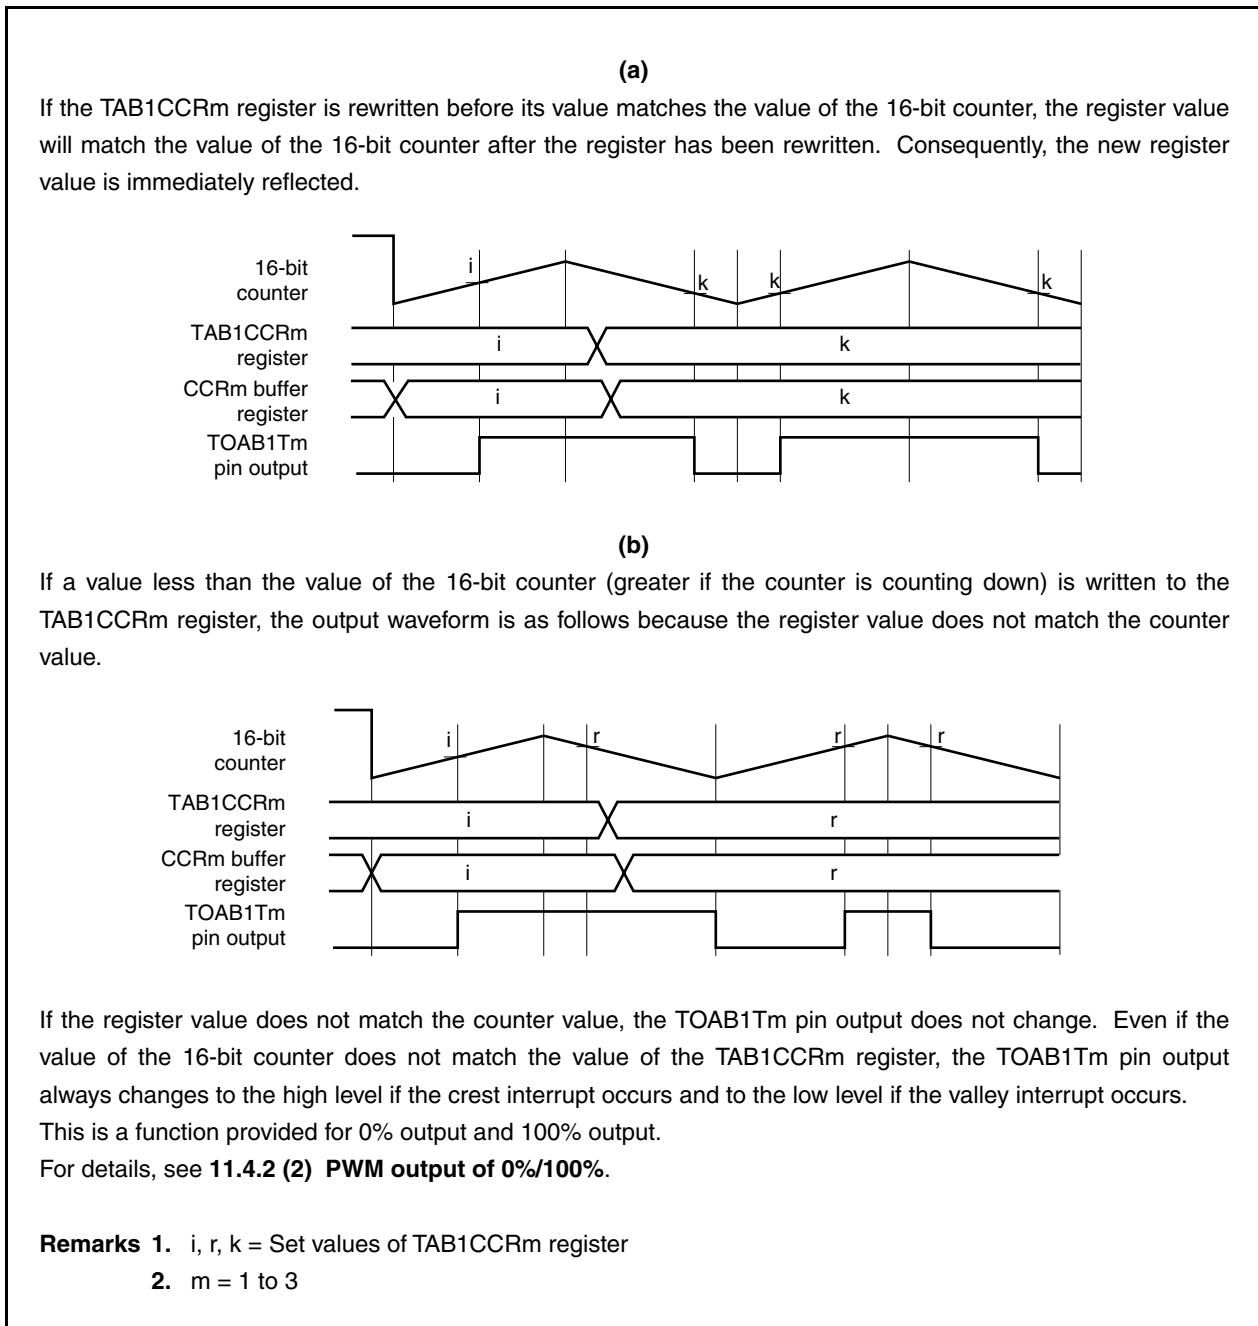 (a)
If the TAB1CCRm register is rewritten before its value matches the value of the 16-bit counter, the register value
will match the value of the 16-bit counter after the register has been rewritten. Consequently, the new register
value is immediately reflected.
16-bit
counter
i
k
k
k
TAB1CCRm
register
i
k
CCRm buffer
register
i
k
TOAB1Tm
pin output
(b)
If a value less than the value of the 16-bit counter (greater if the counter is counting down) is written to the
TAB1CCRm register, the output waveform is as follows because the register value does not match the counter
value.
16-bit
counter
i
r
r
r
TAB1CCRm
register
i
r
CCRm buffer
register
i
r
TOAB1Tm
pin output
If the register value does not match the counter value, the TOAB1Tm pin output does not change. Even if the
value of the 16-bit counter does not match the value of the TAB1CCRm register, the TOAB1Tm pin output
always changes to the high level if the crest interrupt occurs and to the low level if the valley interrupt occurs.
This is a function provided for 0% output and 100% output.
For details, see 11.4.2 (2) PWM output of 0%/100%.
Remarks 1. i, r, k = Set values of TAB1CCRm register
2. m = 1 to 3